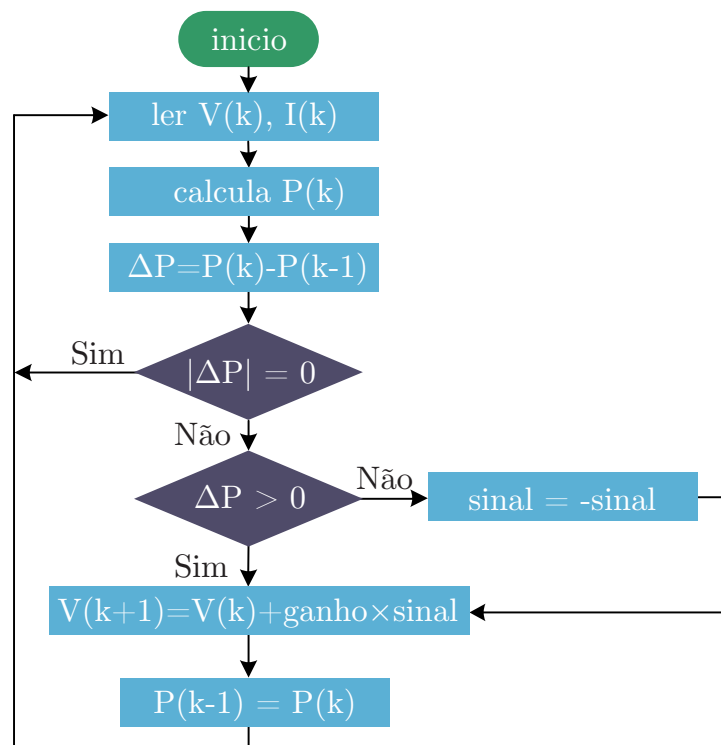 inicio
ler V(k), I(k)
calcula P(k)
ΔP=P(k)-P(k-1)
Sim
|ΔP| = 0
Não
ΔP > 0
Não
sinal = -sinal
Sim
V(k+1)=V(k)+ganho×sinal
P(k-1) = P(k)